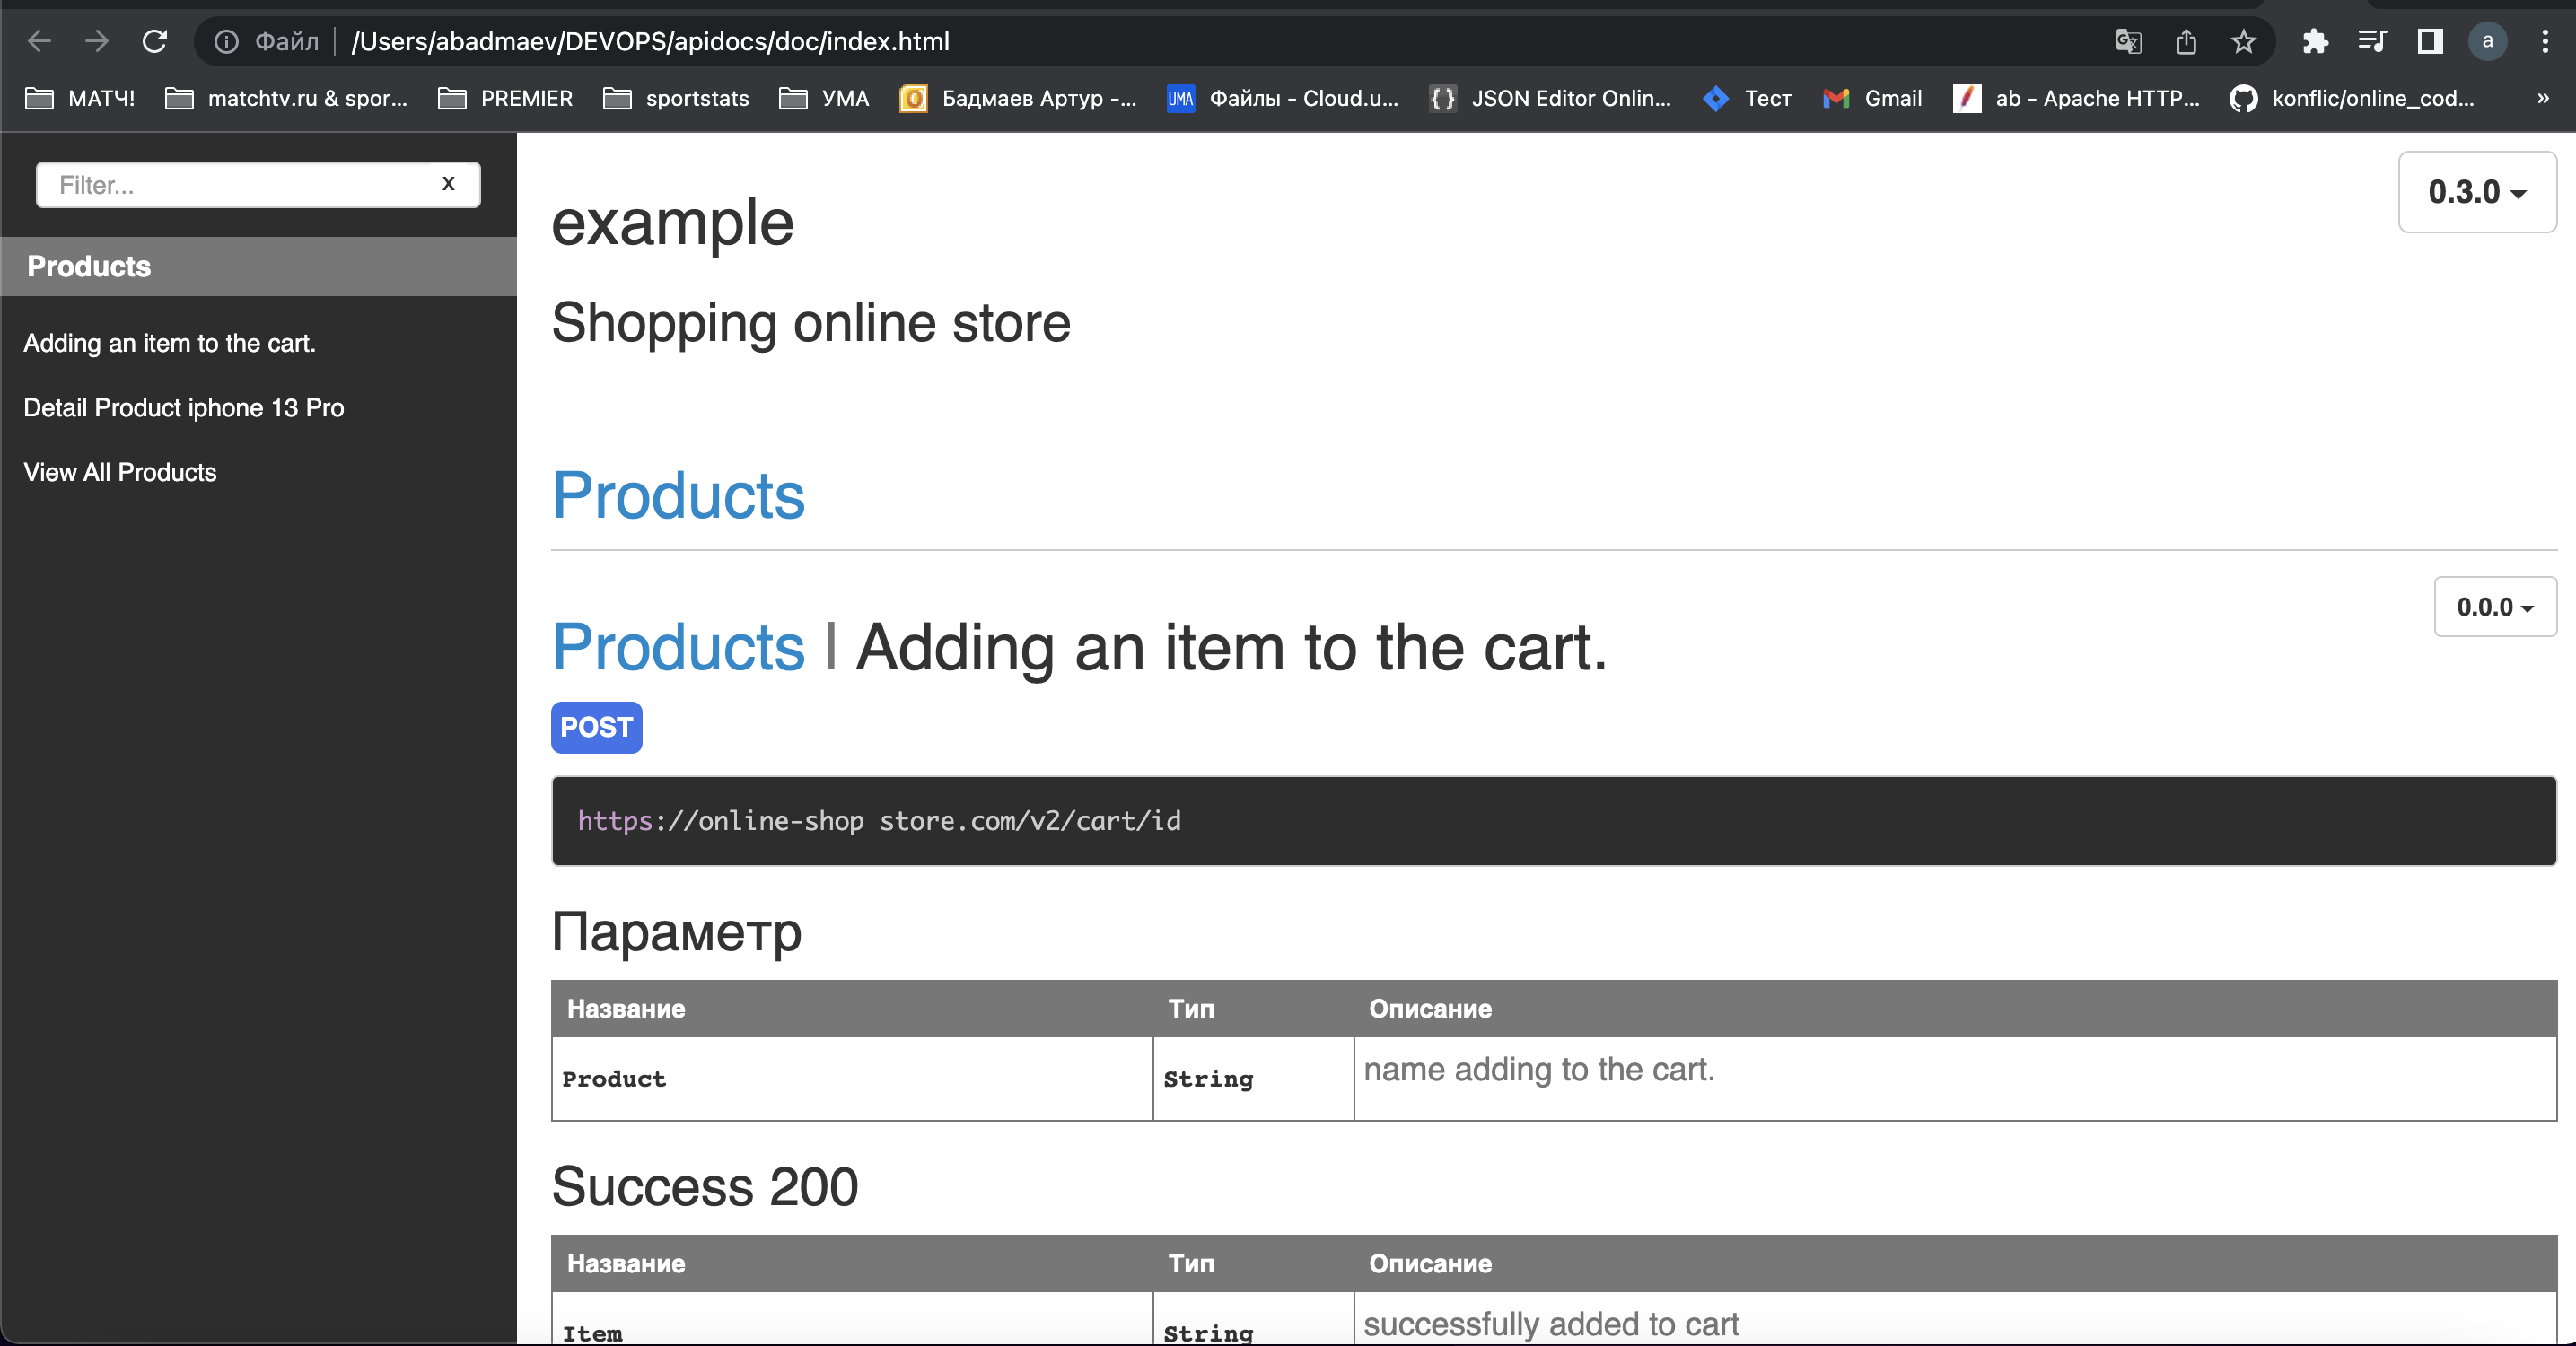 Файл /Users/abadmaev/DEVOPS/apidocs/doc/index.html
a
МАТЧ! matchtv.ru & spor... PREMIER sportstats УМА Бадмаев Артур -... UMA Файлы - Cloud.u... {} JSON Editor Onlin... Тест Gmail ab - Apache HTTP... konflic/online_cod... »
Filter... x
Products
Adding an item to the cart.
Detail Product iphone 13 Pro
View All Products
example
0.3.0
Shopping online store
Products
0.0.0
Products | Adding an item to the cart.
POST
https://online-shop store.com/v2/cart/id
Параметр
Название Тип Описание
Product String name adding to the cart.
Success 200
Название Тип Описание
Item String successfully added to cart